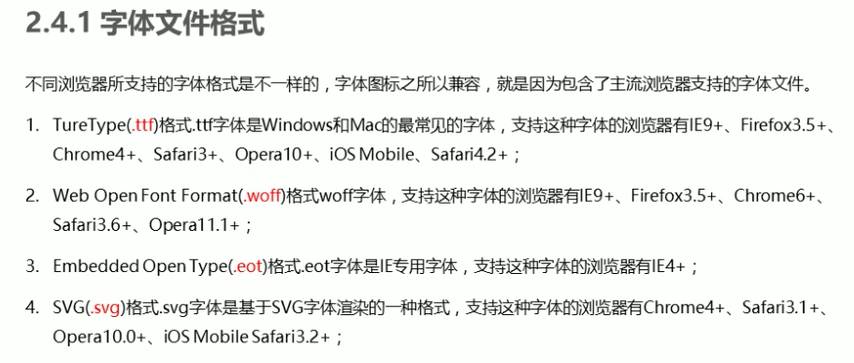 2.4.1 字体文件格式
不同浏览器所支持的字体格式是不一样的，字体图标之所以兼容，就是因为包含了主流浏览器支持的字体文件。
1. TureType(.ttf)格式.ttf字体是Windows和Mac的最常见的字体，支持这种字体的浏览器有IE9+、Firefox3.5+、
Chrome4+、Safari3+、Opera10+、iOS Mobile、Safari4.2+；
2. Web Open Font Format(.woff)格式woff字体，支持这种字体的浏览器有IE9+、Firefox3.5+、Chrome6+、
Safari3.6+、Opera11.1+；
3. Embedded Open Type(.eot)格式.eot字体是IE专用字体，支持这种字体的浏览器有IE4+；
4. SVG(.svg)格式.svg字体是基于SVG字体渲染的一种格式，支持这种字体的浏览器有Chrome4+、Safari3.1+、
Opera10.0+、iOS Mobile Safari3.2+；